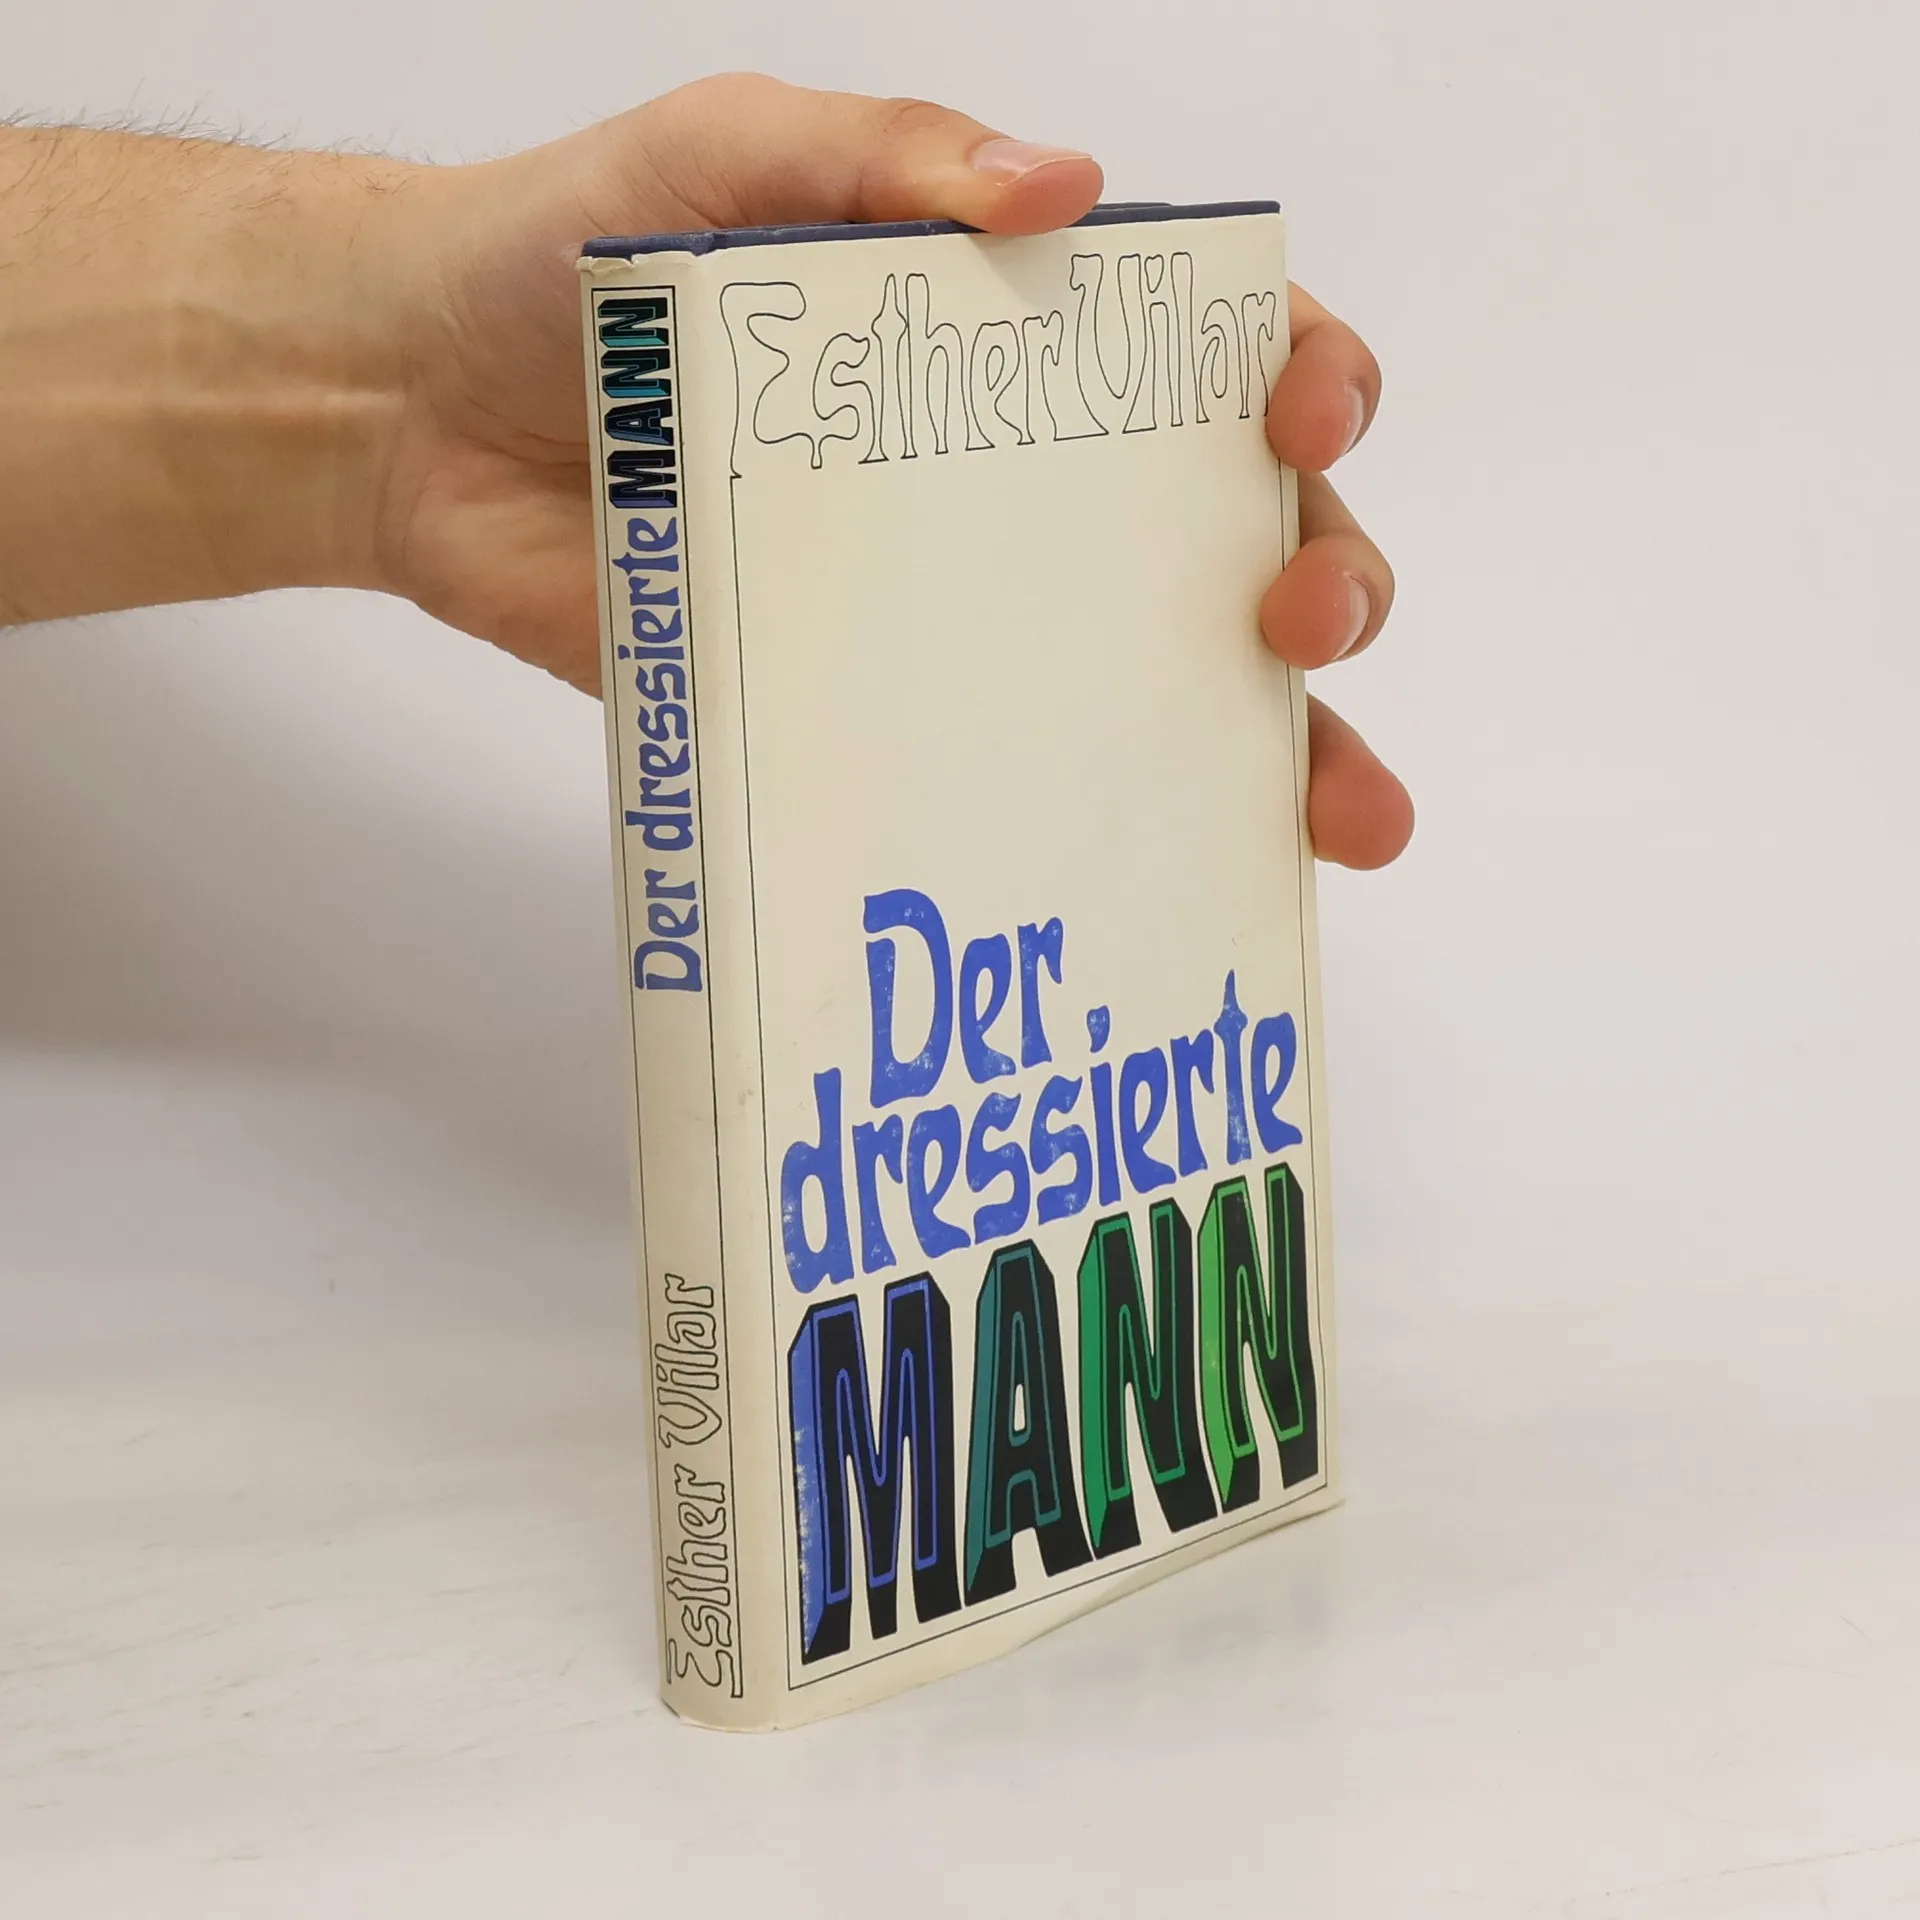 Esther Vilar
Der
dressierte
MANN
Esther Vilar Der dressierte MANN